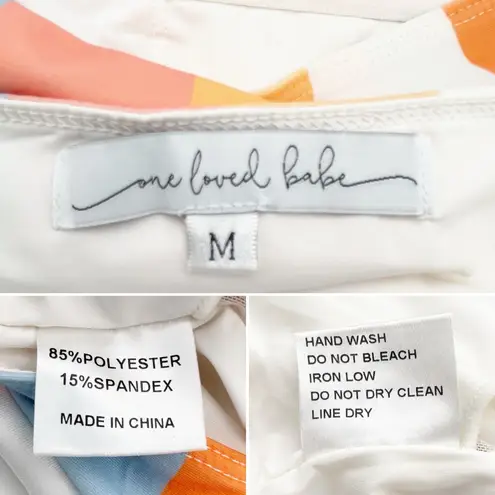 one loved babe
M
85%POLYESTER
15%SPANDEX
MADE IN CHINA
HAND WASH
DO NOT BLEACH
IRON LOW
DO NOT DRY CLEAN
LINE DRY